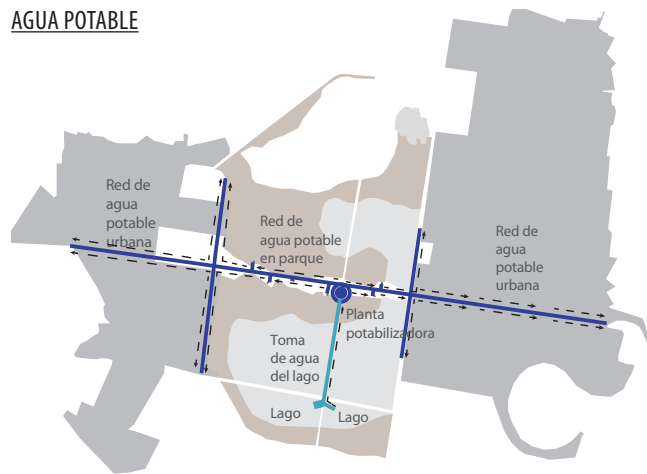 AGUA POTABLE
Red de
agua
potable
urbana
Red de
agua potable
en parque
Red de
agua
potable
urbana
Planta
potabilizadora
Toma
de agua
del lago
Lago
Lago